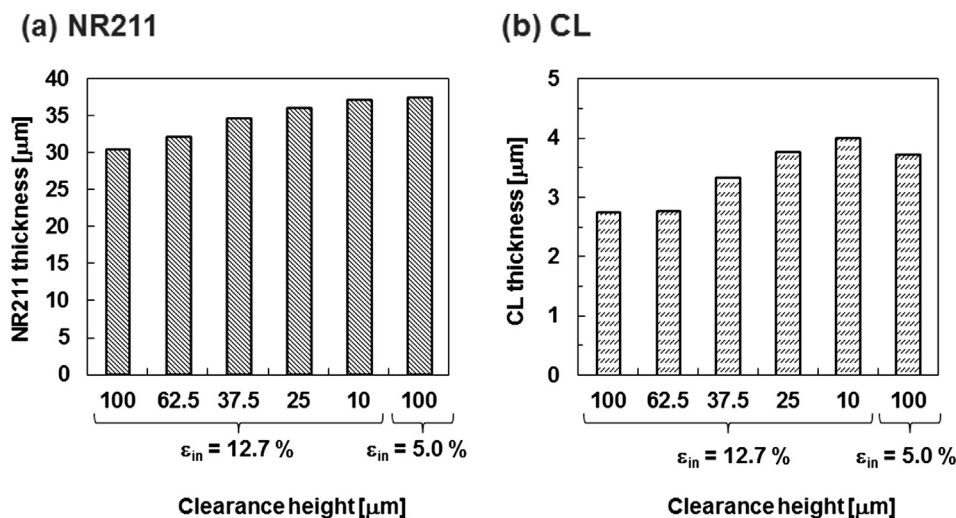 (a) NR211
NR211 thickness [μm]
40
35
30
25
20
15
10
5
0
100 62.5 37.5 25 10 100
εin = 12.7 % εin = 5.0 %
Clearance height [μm]
(b) CL
CL thickness [μm]
5
4
3
2
1
0
100 62.5 37.5 25 10 100
εin = 12.7 % εin = 5.0 %
Clearance height [μm]